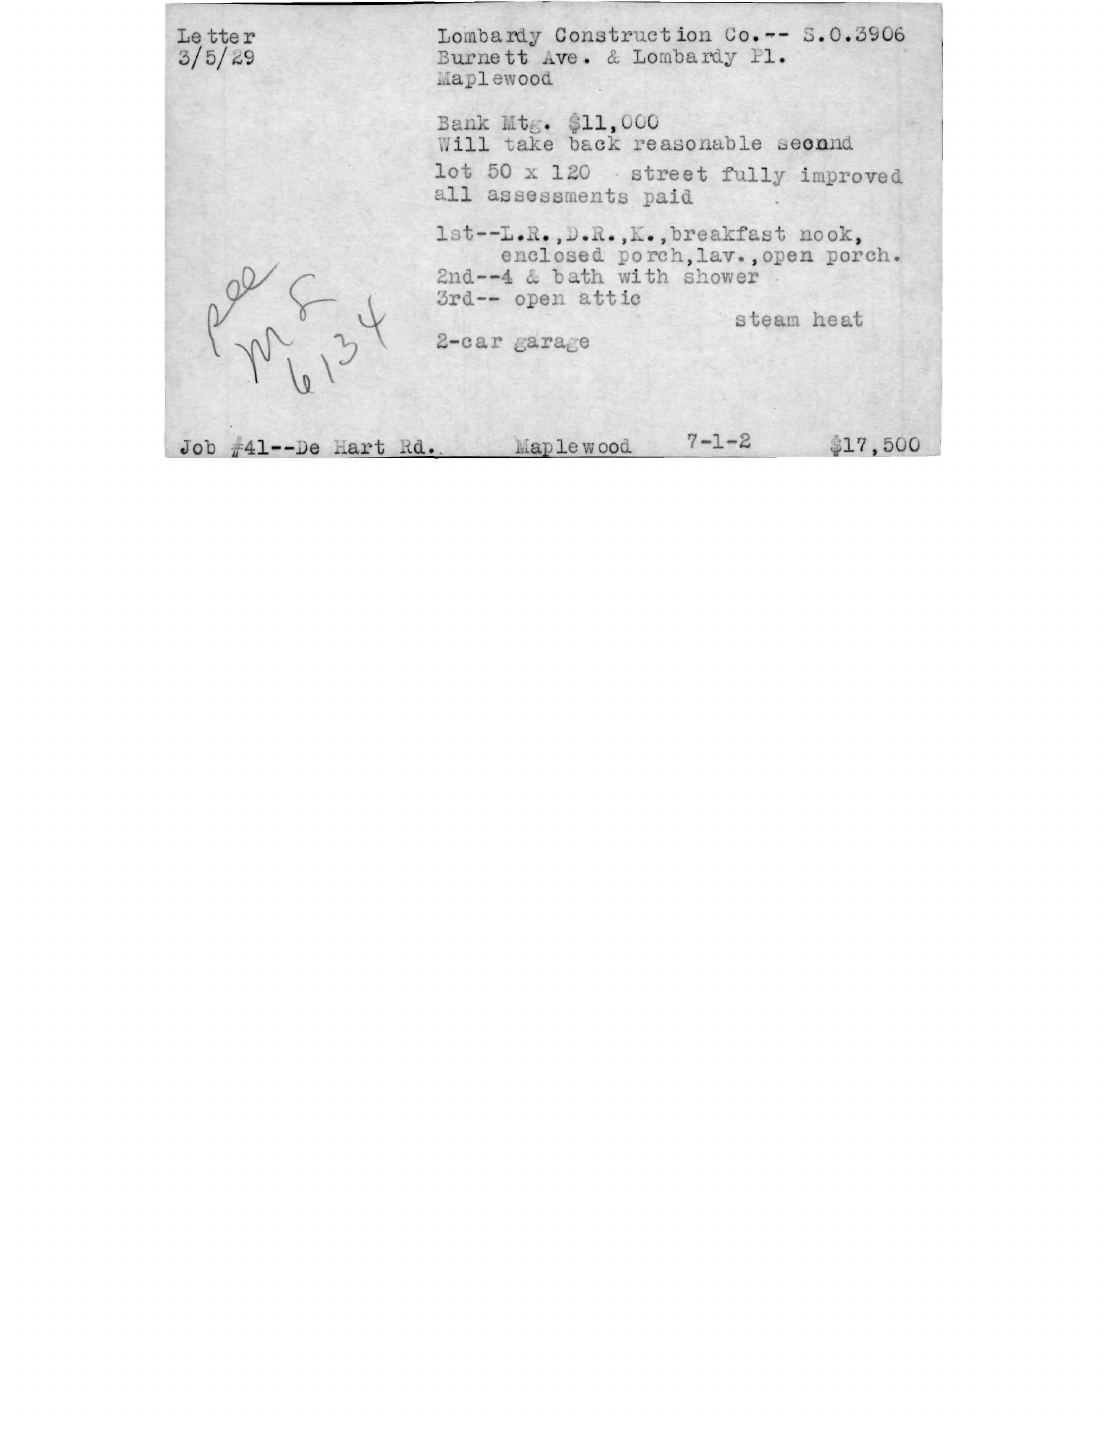 Letter
3/5/29
Lombardy Construction Co.-- S.O.3906
Burnett Ave. & Lombardy Pl.
Maplewood
Bank Mtg. $11,000
Will take back reasonable second
lot 50 x 120 street fully improved
all assessments paid
1st--L.R.,D.R.,K.,breakfast nook,
enclosed porch,lav.,open porch.
2nd--4 & bath with shower
3rd-- open attic
steam heat
2-car garage
6134
Job #41--De Hart Rd. Maplewood 7-1-2 $17,500